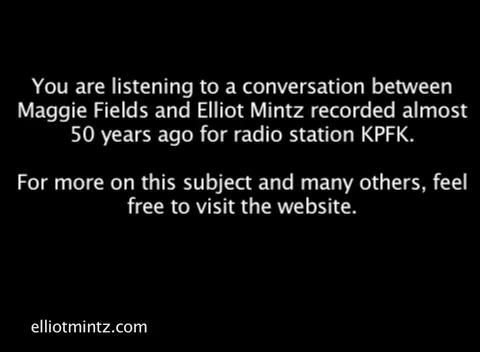 You are listening to a conversation between
Maggie Fields and Elliot Mintz recorded almost
50 years ago for radio station KPFK.
For more on this subject and many others, feel
free to visit the website.
elliotmintz.com